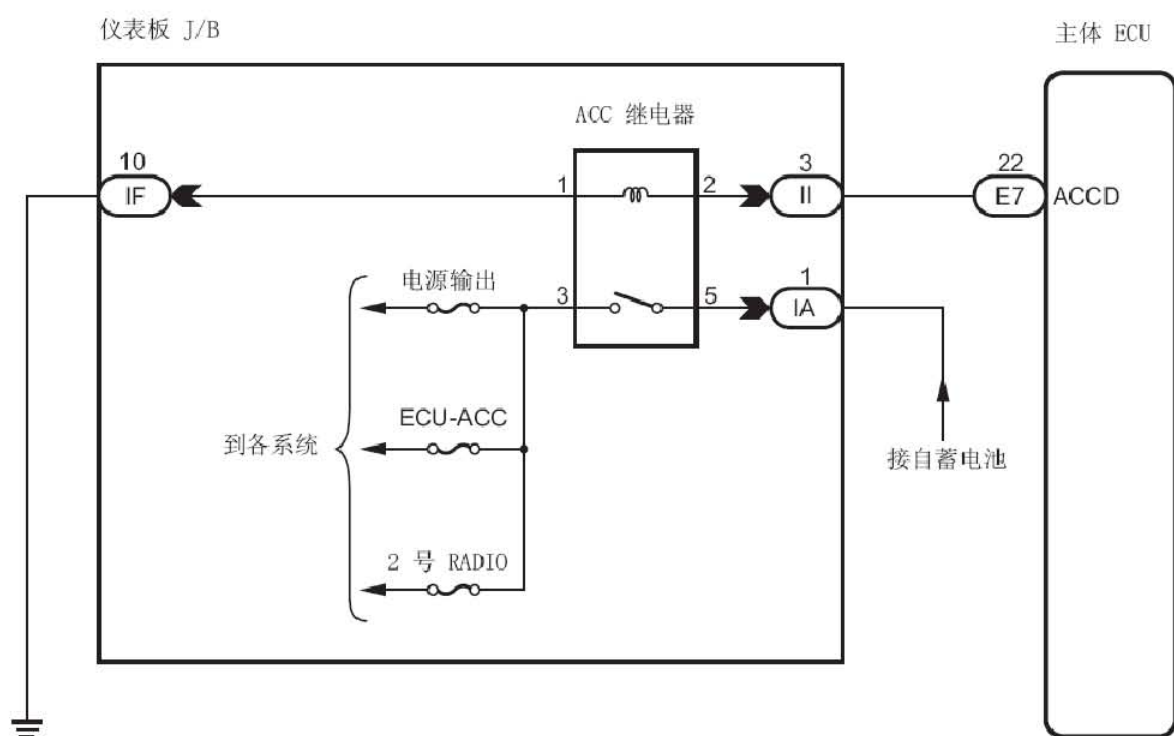 仪表板 J/B
主体 ECU
ACC 继电器
10
IF
1
2
3
II
22
E7
ACCD
电源输出
3
5
1
IA
ECU-ACC
到各系统
接自蓄电池
2 号 RADIO